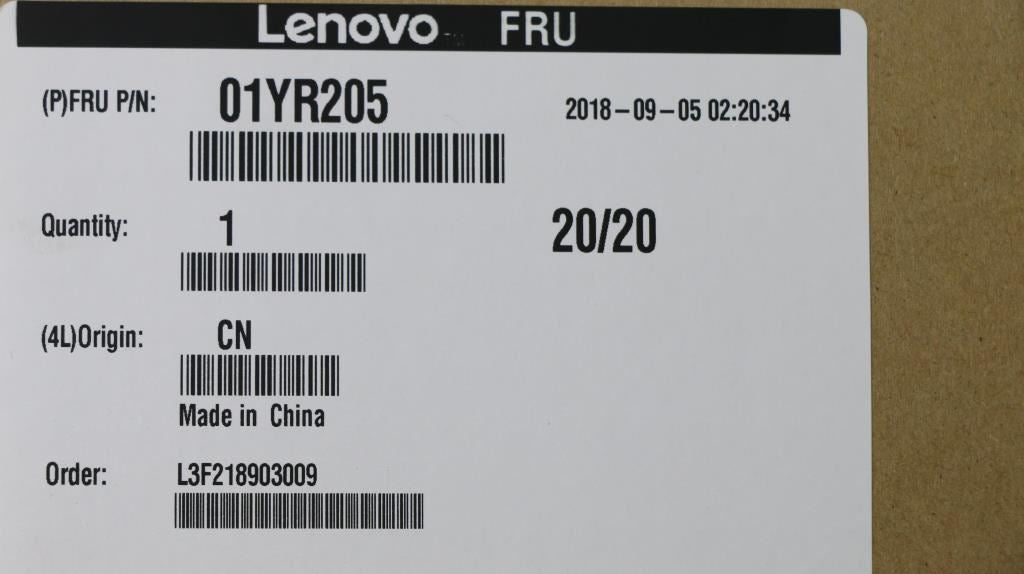 Lenovo FRU
(P)FRU P/N: 01YR205 2018-09-05 02:20:34
Quantity: 1 20/20
(4L)Origin: CN
Made in China
Order: L3F218903009